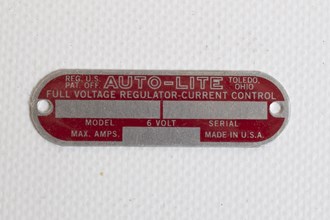 REG. U.S. PAT. OFF. AUTO-LITE TOLEDO, OHIO
FULL VOLTAGE REGULATOR-CURRENT CONTROL
MODEL 6 VOLT SERIAL
MAX. AMPS. MADE IN U.S.A.